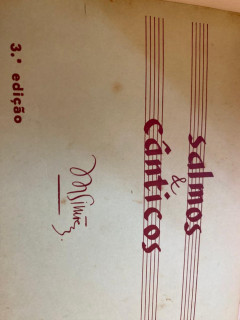 salmos
&
cânticos
3.ª edição